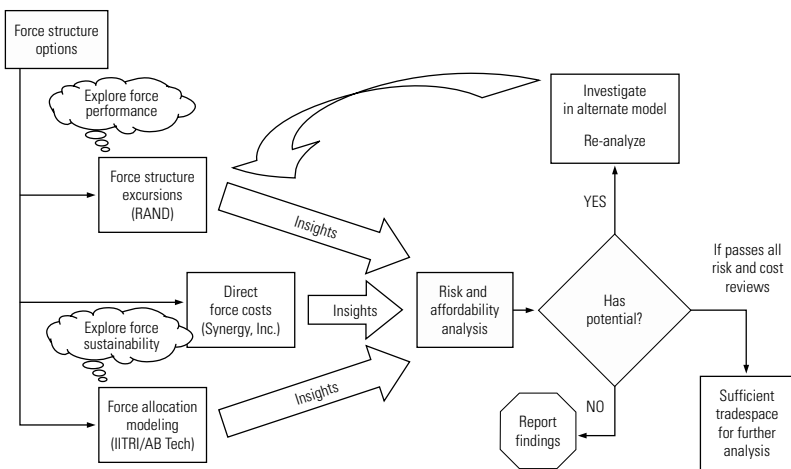 Force structure
options
Explore force
performance
Force structure
excursions
(RAND)
Insights
Direct
force costs
(Synergy, Inc.)
Insights
Explore force
sustainability
Force allocation
modeling
(IITRI/AB Tech)
Insights
Risk and
affordability
analysis
Has
potential?
YES
Investigate
in alternate model
Re-analyze
NO
Report
findings
If passes all
risk and cost
reviews
Sufficient
tradespace
for further
analysis